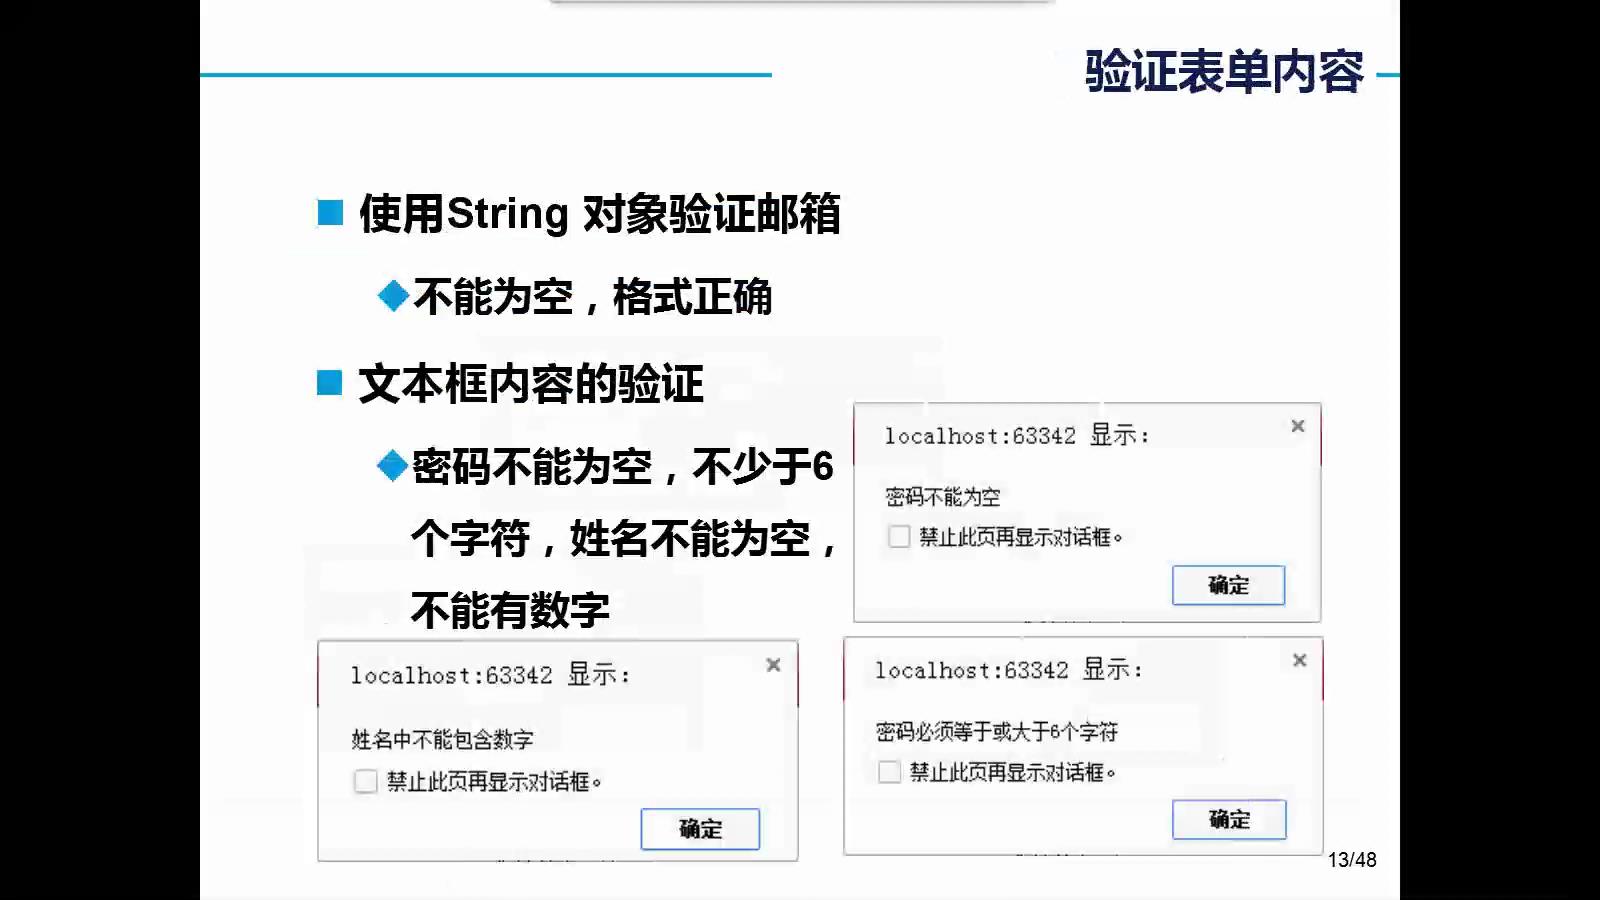 验证表单内容
使用String 对象验证邮箱
不能为空，格式正确
文本框内容的验证
密码不能为空，不少于6
个字符，姓名不能为空，
不能有数字
localhost:63342 显示：
密码不能为空
禁止此页再显示对话框。
确定
localhost:63342 显示：
姓名中不能包含数字
禁止此页再显示对话框。
确定
localhost:63342 显示：
密码必须等于或大于6个字符
禁止此页再显示对话框。
确定
13/48